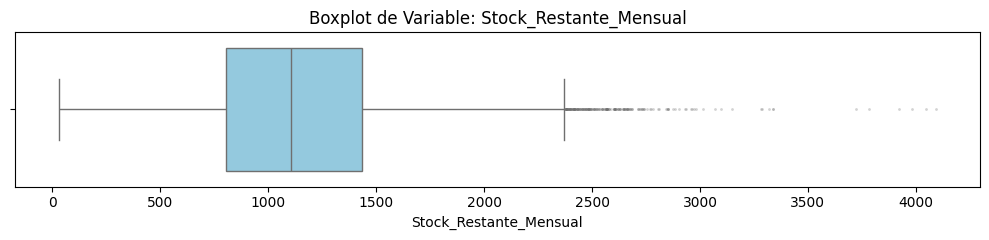 Boxplot de Variable: Stock_Restante_Mensual
0 500 1000 1500 2000 2500 3000 3500 4000
Stock_Restante_Mensual